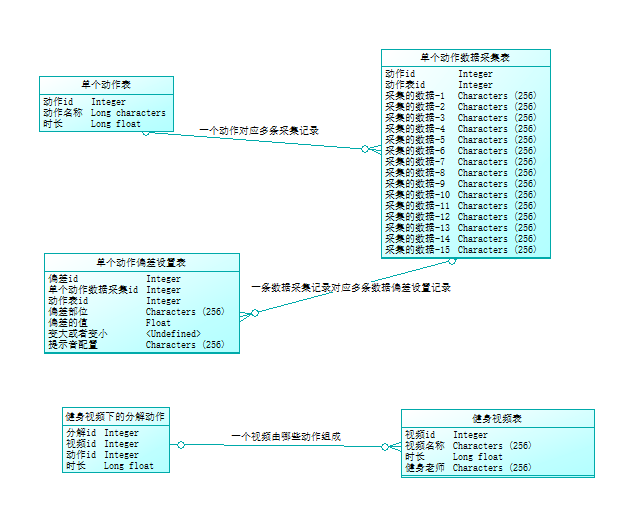 单个动作表
动作id Integer
动作名称 Long characters
时长 Long float
一个动作对应多条采集记录
单个动作数据采集表
动作id Integer
动作表id Integer
采集的数据-1 Characters (256)
采集的数据-2 Characters (256)
采集的数据-3 Characters (256)
采集的数据-4 Characters (256)
采集的数据-5 Characters (256)
采集的数据-6 Characters (256)
采集的数据-7 Characters (256)
采集的数据-8 Characters (256)
采集的数据-9 Characters (256)
采集的数据-10 Characters (256)
采集的数据-11 Characters (256)
采集的数据-12 Characters (256)
采集的数据-13 Characters (256)
采集的数据-14 Characters (256)
采集的数据-15 Characters (256)
单个动作偏差设置表
偏差id Integer
单个动作数据采集id Integer
动作表id Integer
偏差部位 Characters (256)
偏差的值 Float
变大或者变小 <Undefined>
提示音配置 Characters (256)
一条数据采集记录对应多条数据偏差设置记录
健身视频下的分解动作
分解id Integer
视频id Integer
动作id Integer
时长 Long float
一个视频由哪些动作组成
健身视频表
视频id Integer
视频名称 Characters (256)
时长 Long float
健身老师 Characters (256)